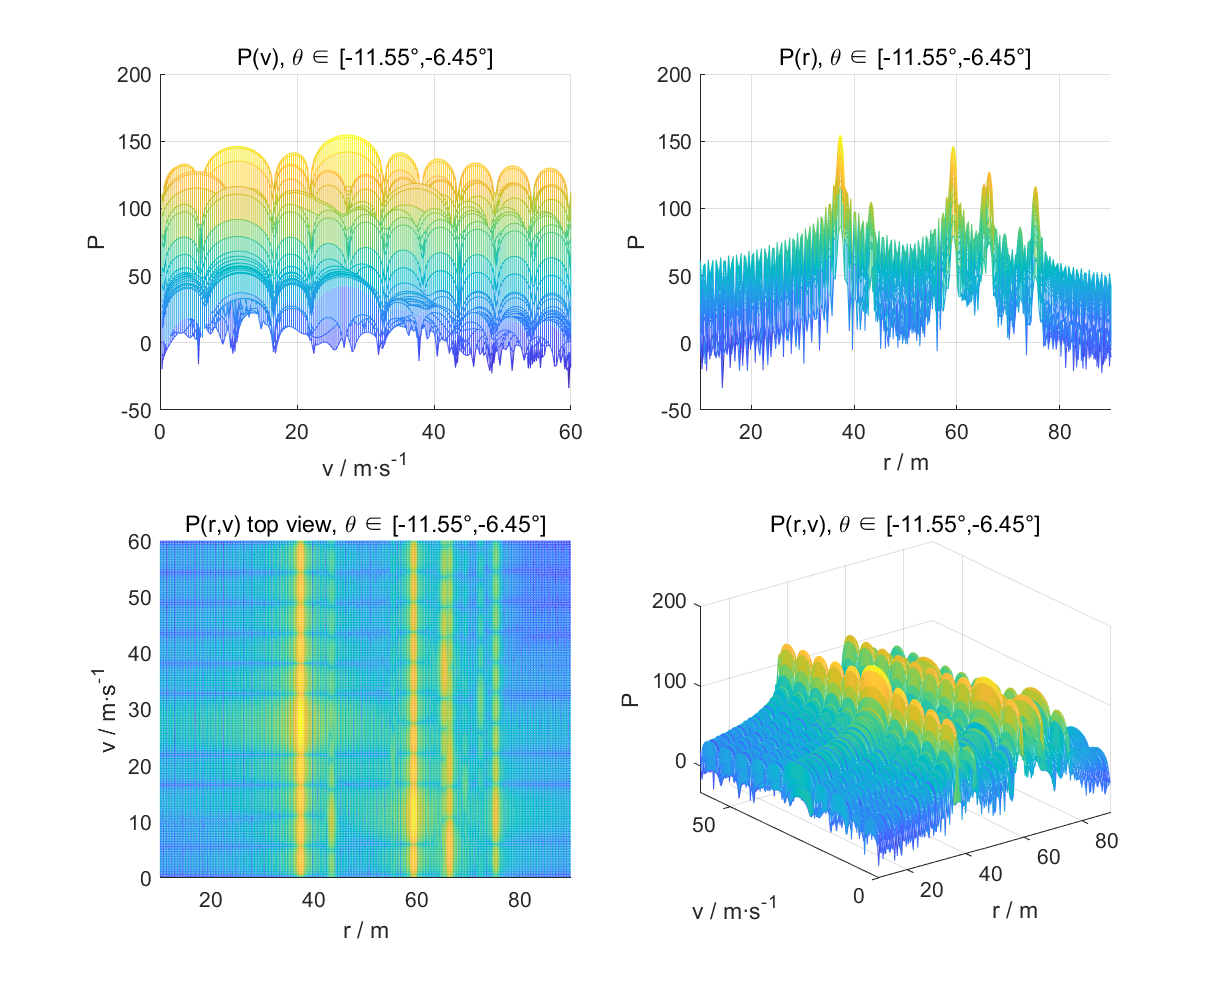 P(v), θ ∈ [-11.55°,-6.45°]
200
150
100
50
0
-50
P
0 20 40 60
v / m·s-1
P(r), θ ∈ [-11.55°,-6.45°]
200
150
100
50
0
-50
P
20 40 60 80
r / m
P(r,v) top view, θ ∈ [-11.55°,-6.45°]
60
50
40
30
20
10
0
v / m·s-1
20 40 60 80
r / m
P(r,v), θ ∈ [-11.55°,-6.45°]
200
100
0
P
50
0
v / m·s-1
20 40 60 80
r / m